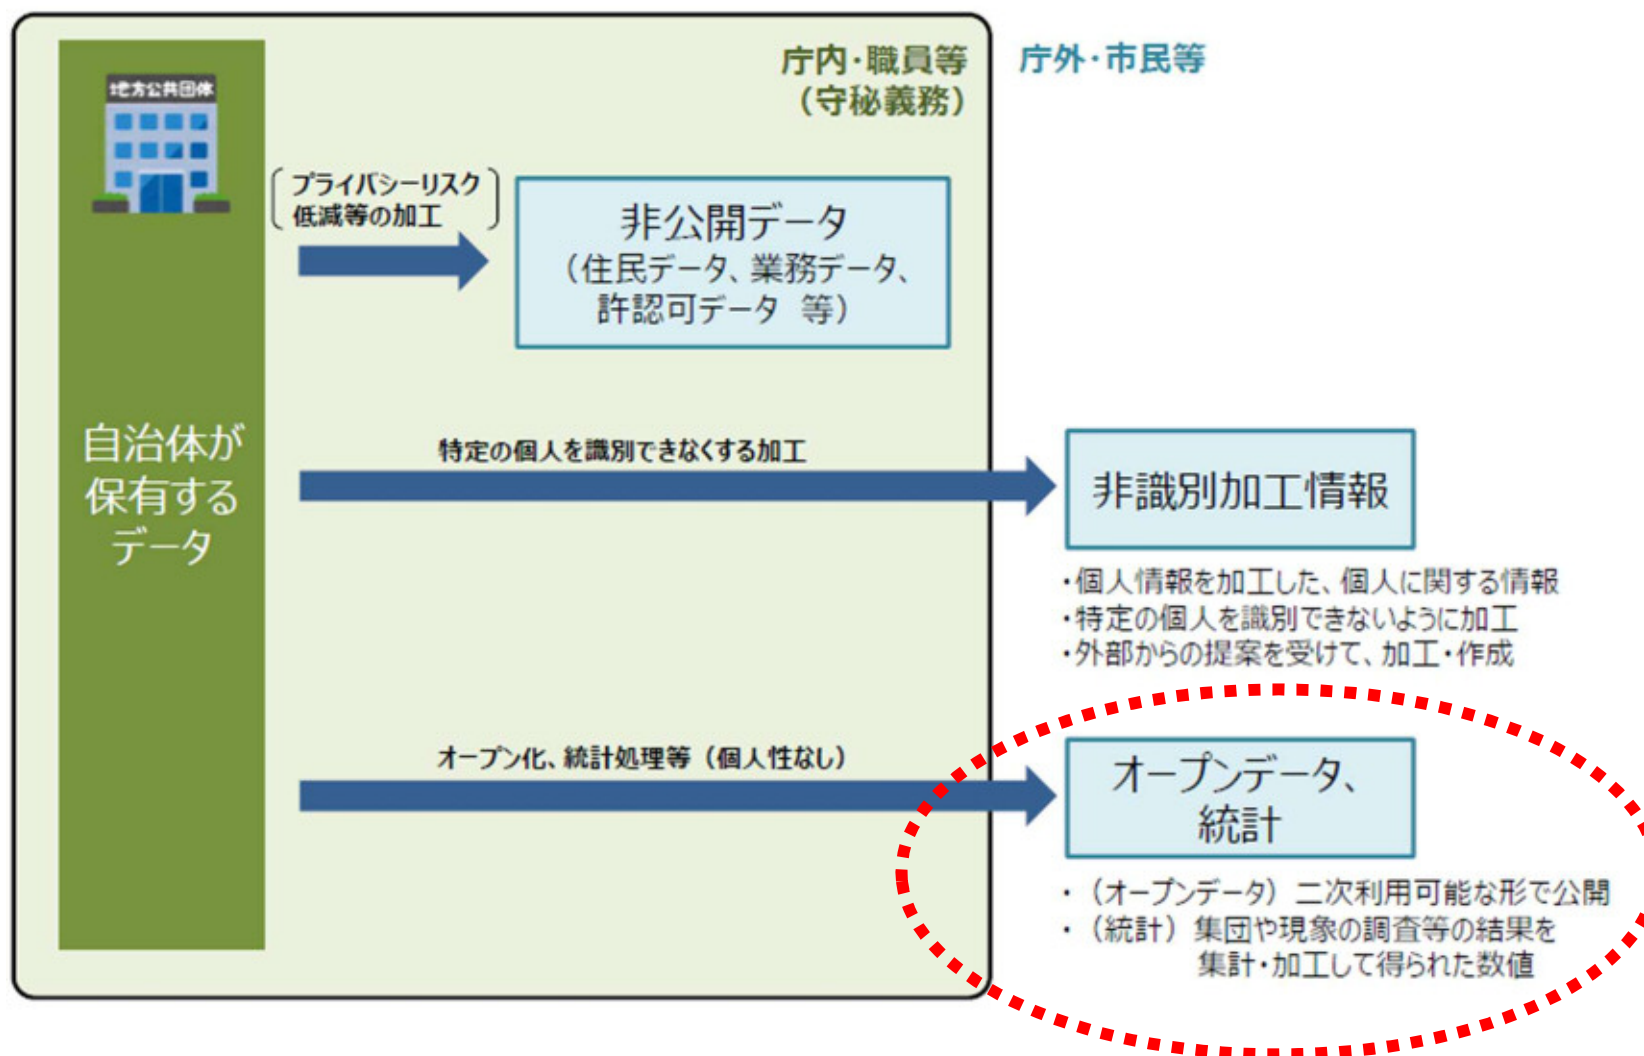 庁内・職員等
（守秘義務）
庁外・市民等
地方公共団体
プライバシーリスク
低減等の加工
非公開データ
（住民データ、業務データ、
許認可データ 等）
自治体が
保有する
データ
特定の個人を識別できなくする加工
非識別加工情報
・個人情報を加工した、個人に関する情報
・特定の個人を識別できないように加工
・外部からの提案を受けて、加工・作成
オープン化、統計処理等（個人性なし）
オープンデータ、
統計
・（オープンデータ）二次利用可能な形で公開
・（統計）集団や現象の調査等の結果を
集計・加工して得られた数値